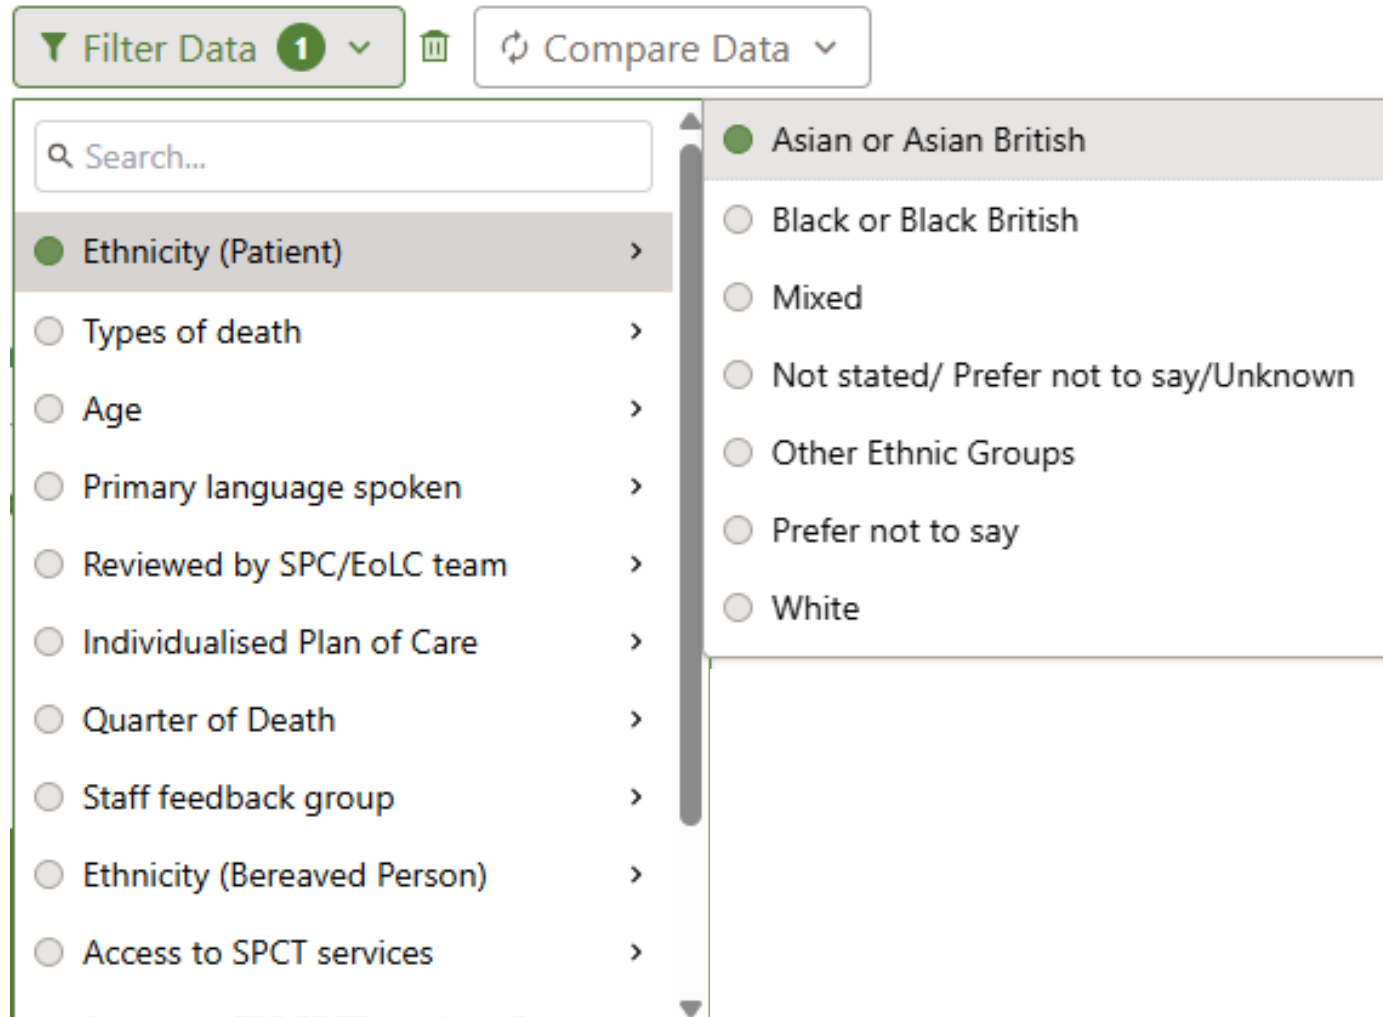 Filter Data 1
Compare Data
Search...
Ethnicity (Patient)
Types of death
Age
Primary language spoken
Reviewed by SPC/EoLC team
Individualised Plan of Care
Quarter of Death
Staff feedback group
Ethnicity (Bereaved Person)
Access to SPCT services
Asian or Asian British
Black or Black British
Mixed
Not stated/ Prefer not to say/Unknown
Other Ethnic Groups
Prefer not to say
White